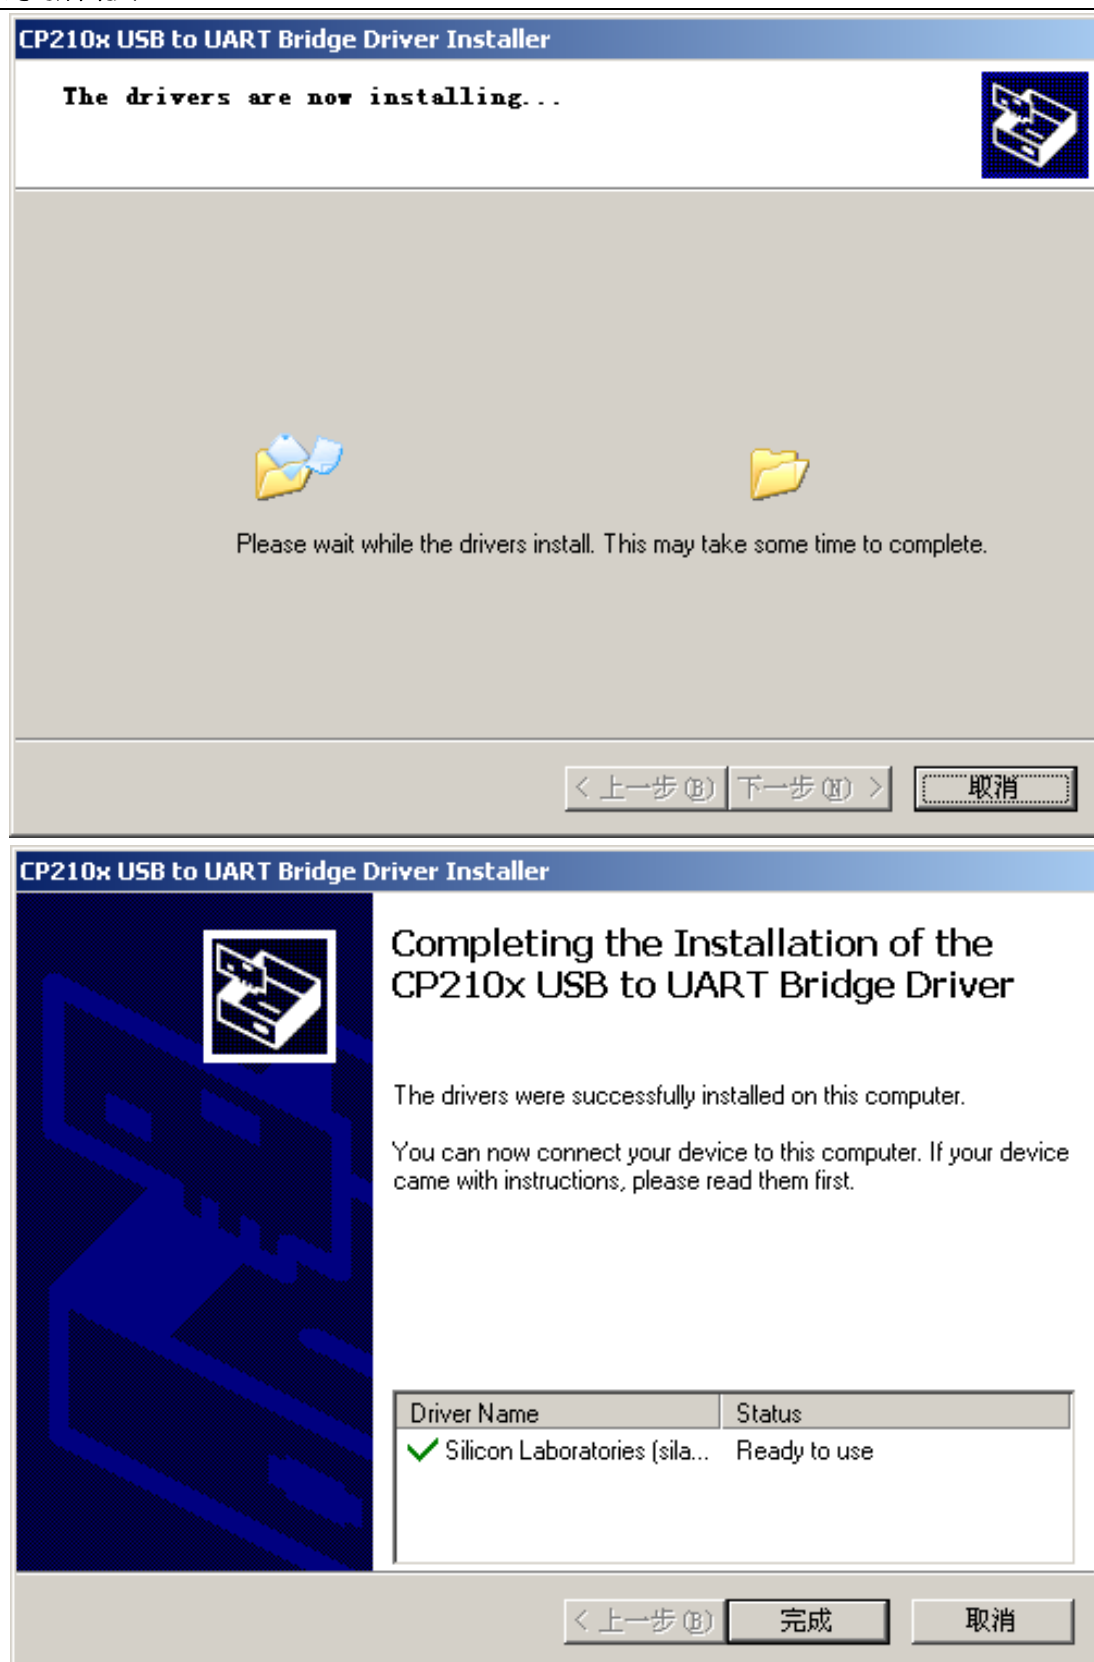 CP210x USB to UART Bridge Driver Installer
The drivers are now installing...
Please wait while the drivers install. This may take some time to complete.
< 上一步(B) 下一步(N) > 取消
CP210x USB to UART Bridge Driver Installer
Completing the Installation of the
CP210x USB to UART Bridge Driver
The drivers were successfully installed on this computer.
You can now connect your device to this computer. If your device
came with instructions, please read them first.
Driver Name Status
Silicon Laboratories (sila... Ready to use
< 上一步(B) 完成 取消